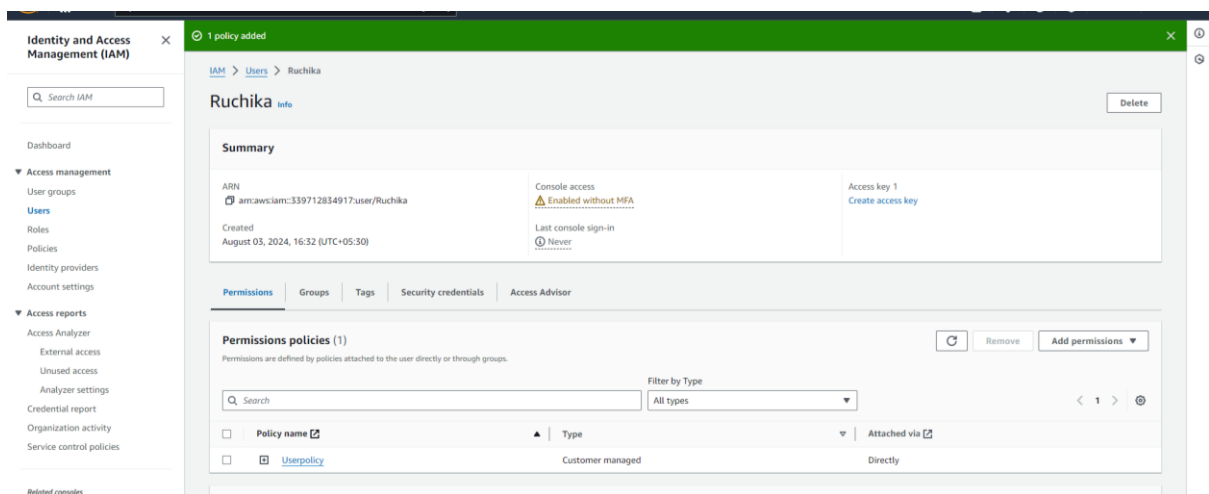 Identity and Access Management (IAM)
Search IAM
Dashboard
Access management
User groups
Users
Roles
Policies
Identity providers
Account settings
Access reports
Access Analyzer
External access
Unused access
Analyzer settings
Credential report
Organization activity
Service control policies
Related consoles
1 policy added
IAM > Users > Ruchika
Ruchika Info
Delete
Summary
ARN
arn:aws:iam::339712834917:user/Ruchika
Created
August 03, 2024, 16:32 (UTC+05:30)
Console access
Enabled without MFA
Last console sign-in
Never
Access key 1
Create access key
Permissions Groups Tags Security credentials Access Advisor
Permissions policies (1)
Permissions are defined by policies attached to the user directly or through groups.
Remove
Add permissions
Filter by Type
Search
All types
1
Policy name Type Attached via
Userpolicy Customer managed Directly